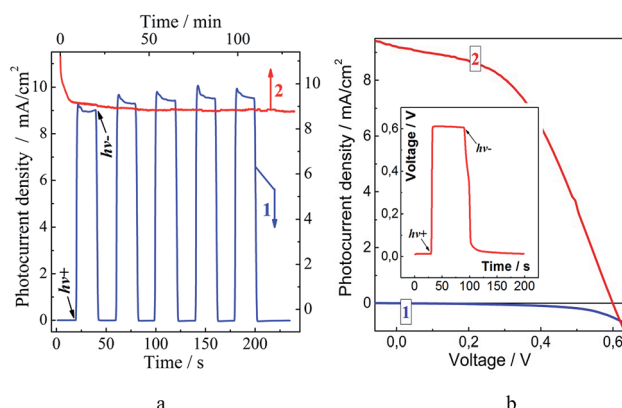 Time / min
0 50 100
a
Photocurrent density / mA/cm²
10
8
6
4
2
0
10
8
6
4
2
0
2
1
hν-
hν+
0 50 100 150 200
Time / s
a
b
Photocurrent density / mA/cm²
8
6
4
2
0
2
1
Voltage / V
0,6
0,4
0,2
0,0
hν-
hν+
Time / s
0 50 100 150 200
0,0 0,2 0,4 0,6
Voltage / V
b